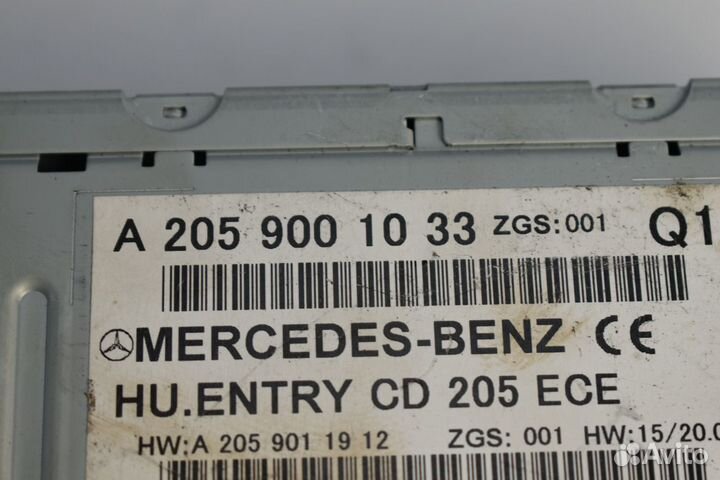 A 205 900 10 33 ZGS:001 Q1
MERCEDES-BENZ CE
HU.ENTRY CD 205 ECE
HW:A 205 901 19 12 ZGS: 001 HW:15/20.0
Avito